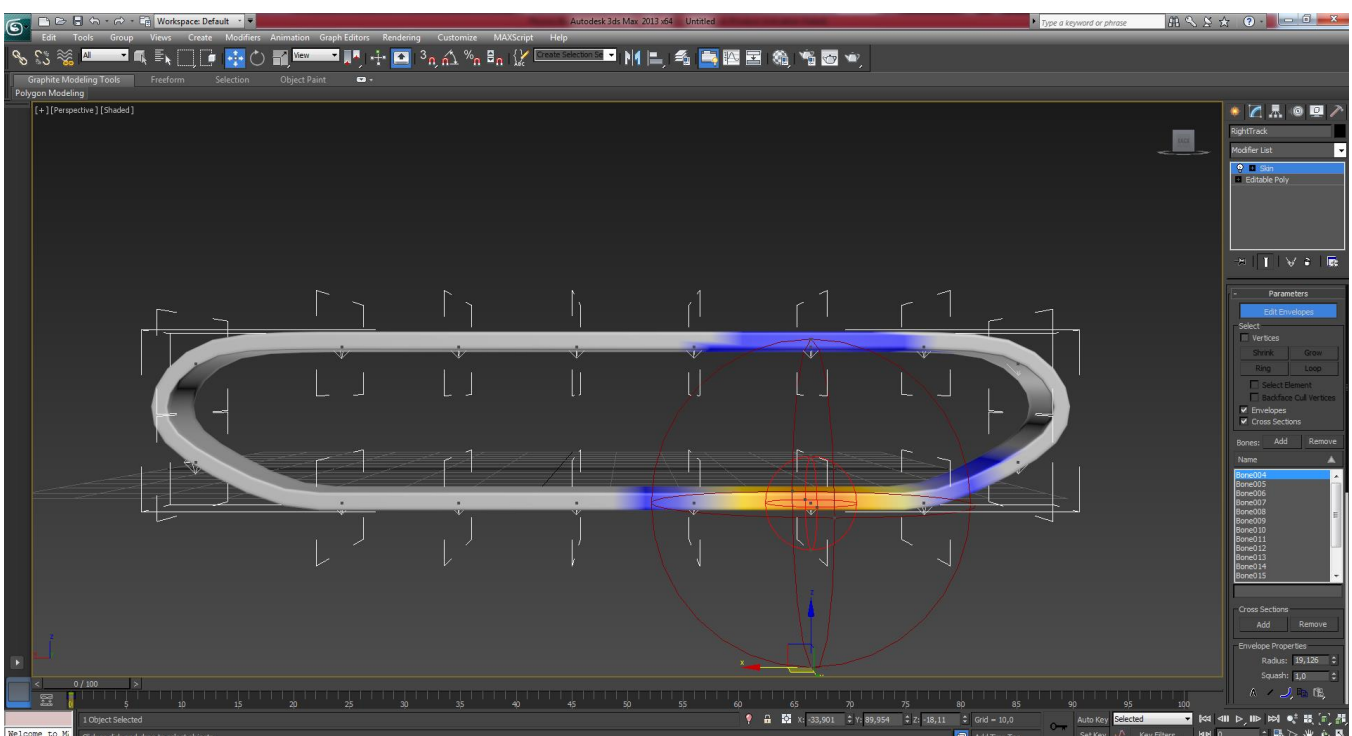 Workspace: Default
Autodesk 3ds Max 2013 x64 Untitled
Type a keyword or phrase
Edit Tools Group Views Create Modifiers Animation Graph Editors Rendering Customize MAXScript Help
All
View
3
Create Selection Se
Graphite Modeling Tools Freeform Selection Object Paint
Polygon Modeling
[+] [Perspective] [Shaded]
RightTrack
Modifier List
Skin
Editable Poly
Parameters
Edit Envelopes
Select
Vertices
Shrink Grow
Ring Loop
Select Element
Backface Cull Vertices
Envelopes
Cross Sections
Bones: Add Remove
Name
Bone004
Bone005
Bone006
Bone007
Bone008
Bone009
Bone010
Bone011
Bone012
Bone013
Bone014
Bone015
Cross Sections
Add Remove
Envelope Properties
Radius: 19,126
Squash: 1,0
z
x
z
0 / 100
5 10 15 20 25 30 35 40 45 50 55 60 65 70 75 80 85 90 95 100
1 Object Selected
X: -33,901 Y: 89,954 Z: -18,11 Grid = 10,0
Auto Key Selected
Welcome to M
Set Key Key Filters
0